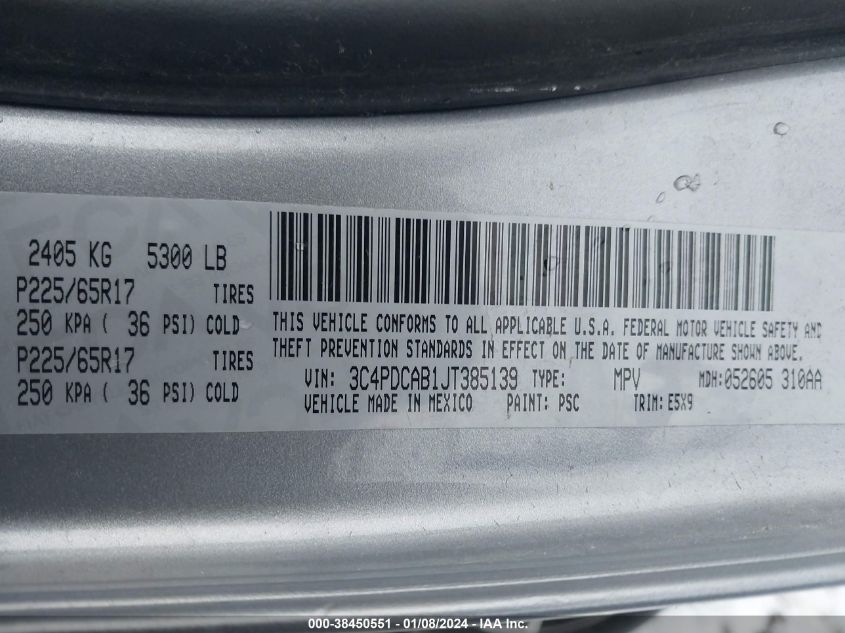 2405 KG 5300 LB
P225/65R17 TIRES
250 KPA ( 36 PSI) COLD
P225/65R17 TIRES
250 KPA ( 36 PSI) COLD
THIS VEHICLE CONFORMS TO ALL APPLICABLE U.S.A. FEDERAL MOTOR VEHICLE SAFETY AND
THEFT PREVENTION STANDARDS IN EFFECT ON THE DATE OF MANUFACTURE SHOWN ABOVE.
VIN: 3C4PDCAB1JT385139 TYPE: MPV MDH:052605 310AA
VEHICLE MADE IN MEXICO PAINT: PSC TRIM:E5X9
000-38450551 - 01/08/2024 - IAA Inc.